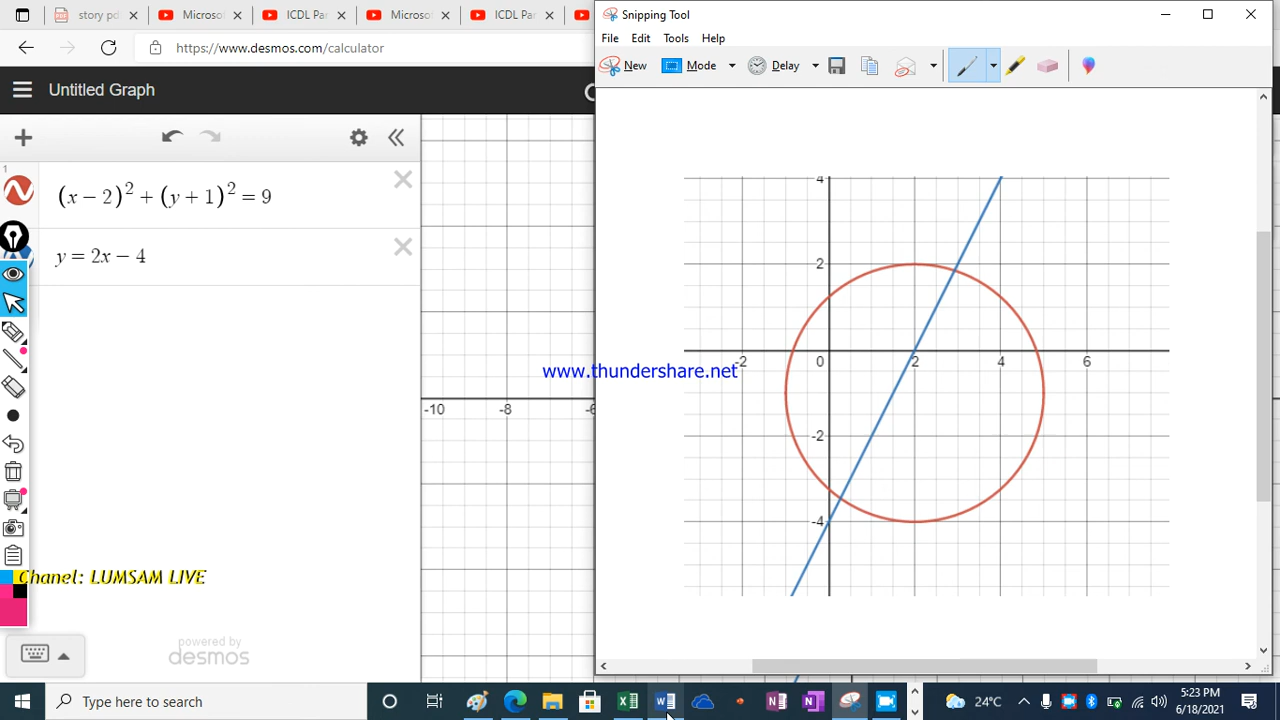 story pd
Microso
ICDL Par
Microso
ICDL Par
https://www.desmos.com/calculator
Untitled Graph
1
(x − 2)² + (y + 1)² = 9
y = 2x − 4
Chanel: LUMSAM LIVE
powered by
desmos
-10
-8
Snipping Tool
File Edit Tools Help
New Mode Delay
4
2
-2 0 2 4 6
-2
-4
www.thundershare.net
Type here to search
24°C
5:23 PM
6/18/2021